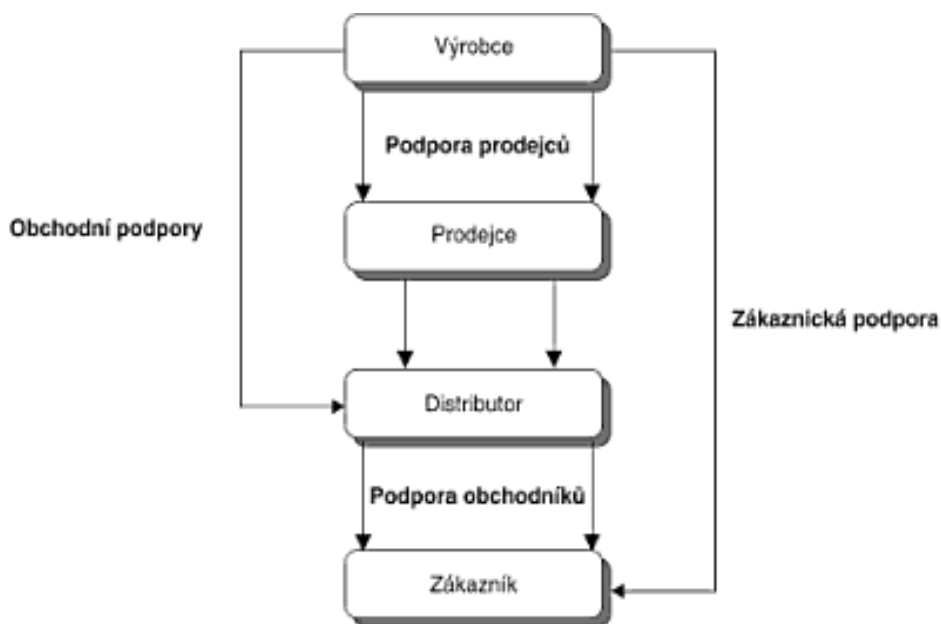 Výrobce
Podpora prodejců
Obchodní podpory
Prodejce
Zákaznická podpora
Distributor
Podpora obchodníků
Zákazník